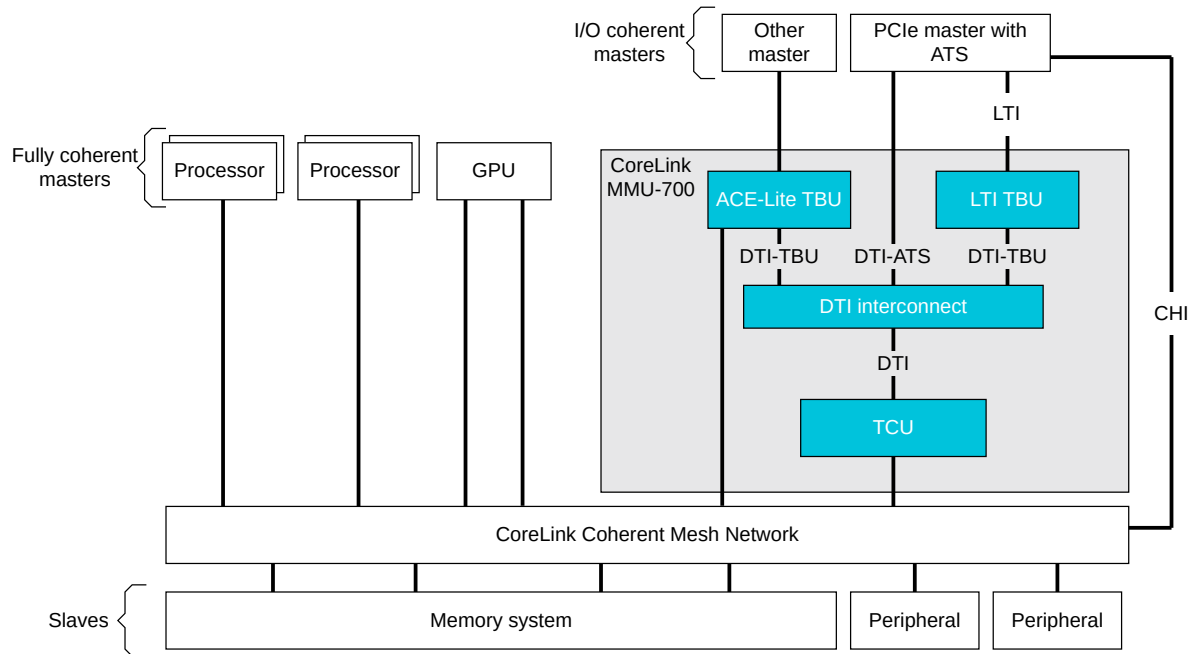 I/O coherent
masters
Other
master
PCIe master with
ATS
LTI
Fully coherent
masters
Processor
Processor
GPU
CoreLink
MMU-700
ACE-Lite TBU
LTI TBU
DTI-TBU
DTI-ATS
DTI-TBU
DTI interconnect
CHI
DTI
TCU
CoreLink Coherent Mesh Network
Slaves
Memory system
Peripheral
Peripheral